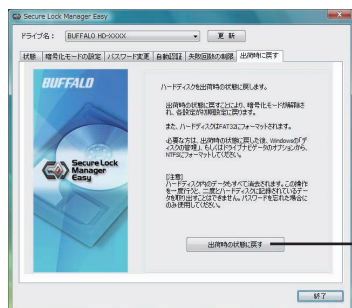 Secure Lock Manager Easy
ドライブ名： BUFFALO HD-XXXXX 更 新
状態 暗号化モードの設定 パスワード変更 自動認証 失敗回数の制限 出荷時に戻す
BUFFALO
Secure Lock
Manager
Easy
ハードディスクを出荷時の状態に戻します。
出荷時の状態に戻すことにより、暗号化モードが解除さ
れ、各設定が初期設定に戻ります。
また、ハードディスクはFAT32にフォーマットされます。
必要な方は、出荷時の状態に戻した後、Windowsの「デ
ィスクの管理」、もしくはドライブナビゲータのオプションから、
NTFSにフォーマットしてください。
[注意]
ハードディスク内のデータもすべて消去されます。この操作
を一度行うと、二度とハードディスクに記録されているデー
タを取り出すことはできません。パスワードを忘れた場合に
のみ使用してください。
出荷時の状態に戻す
終了